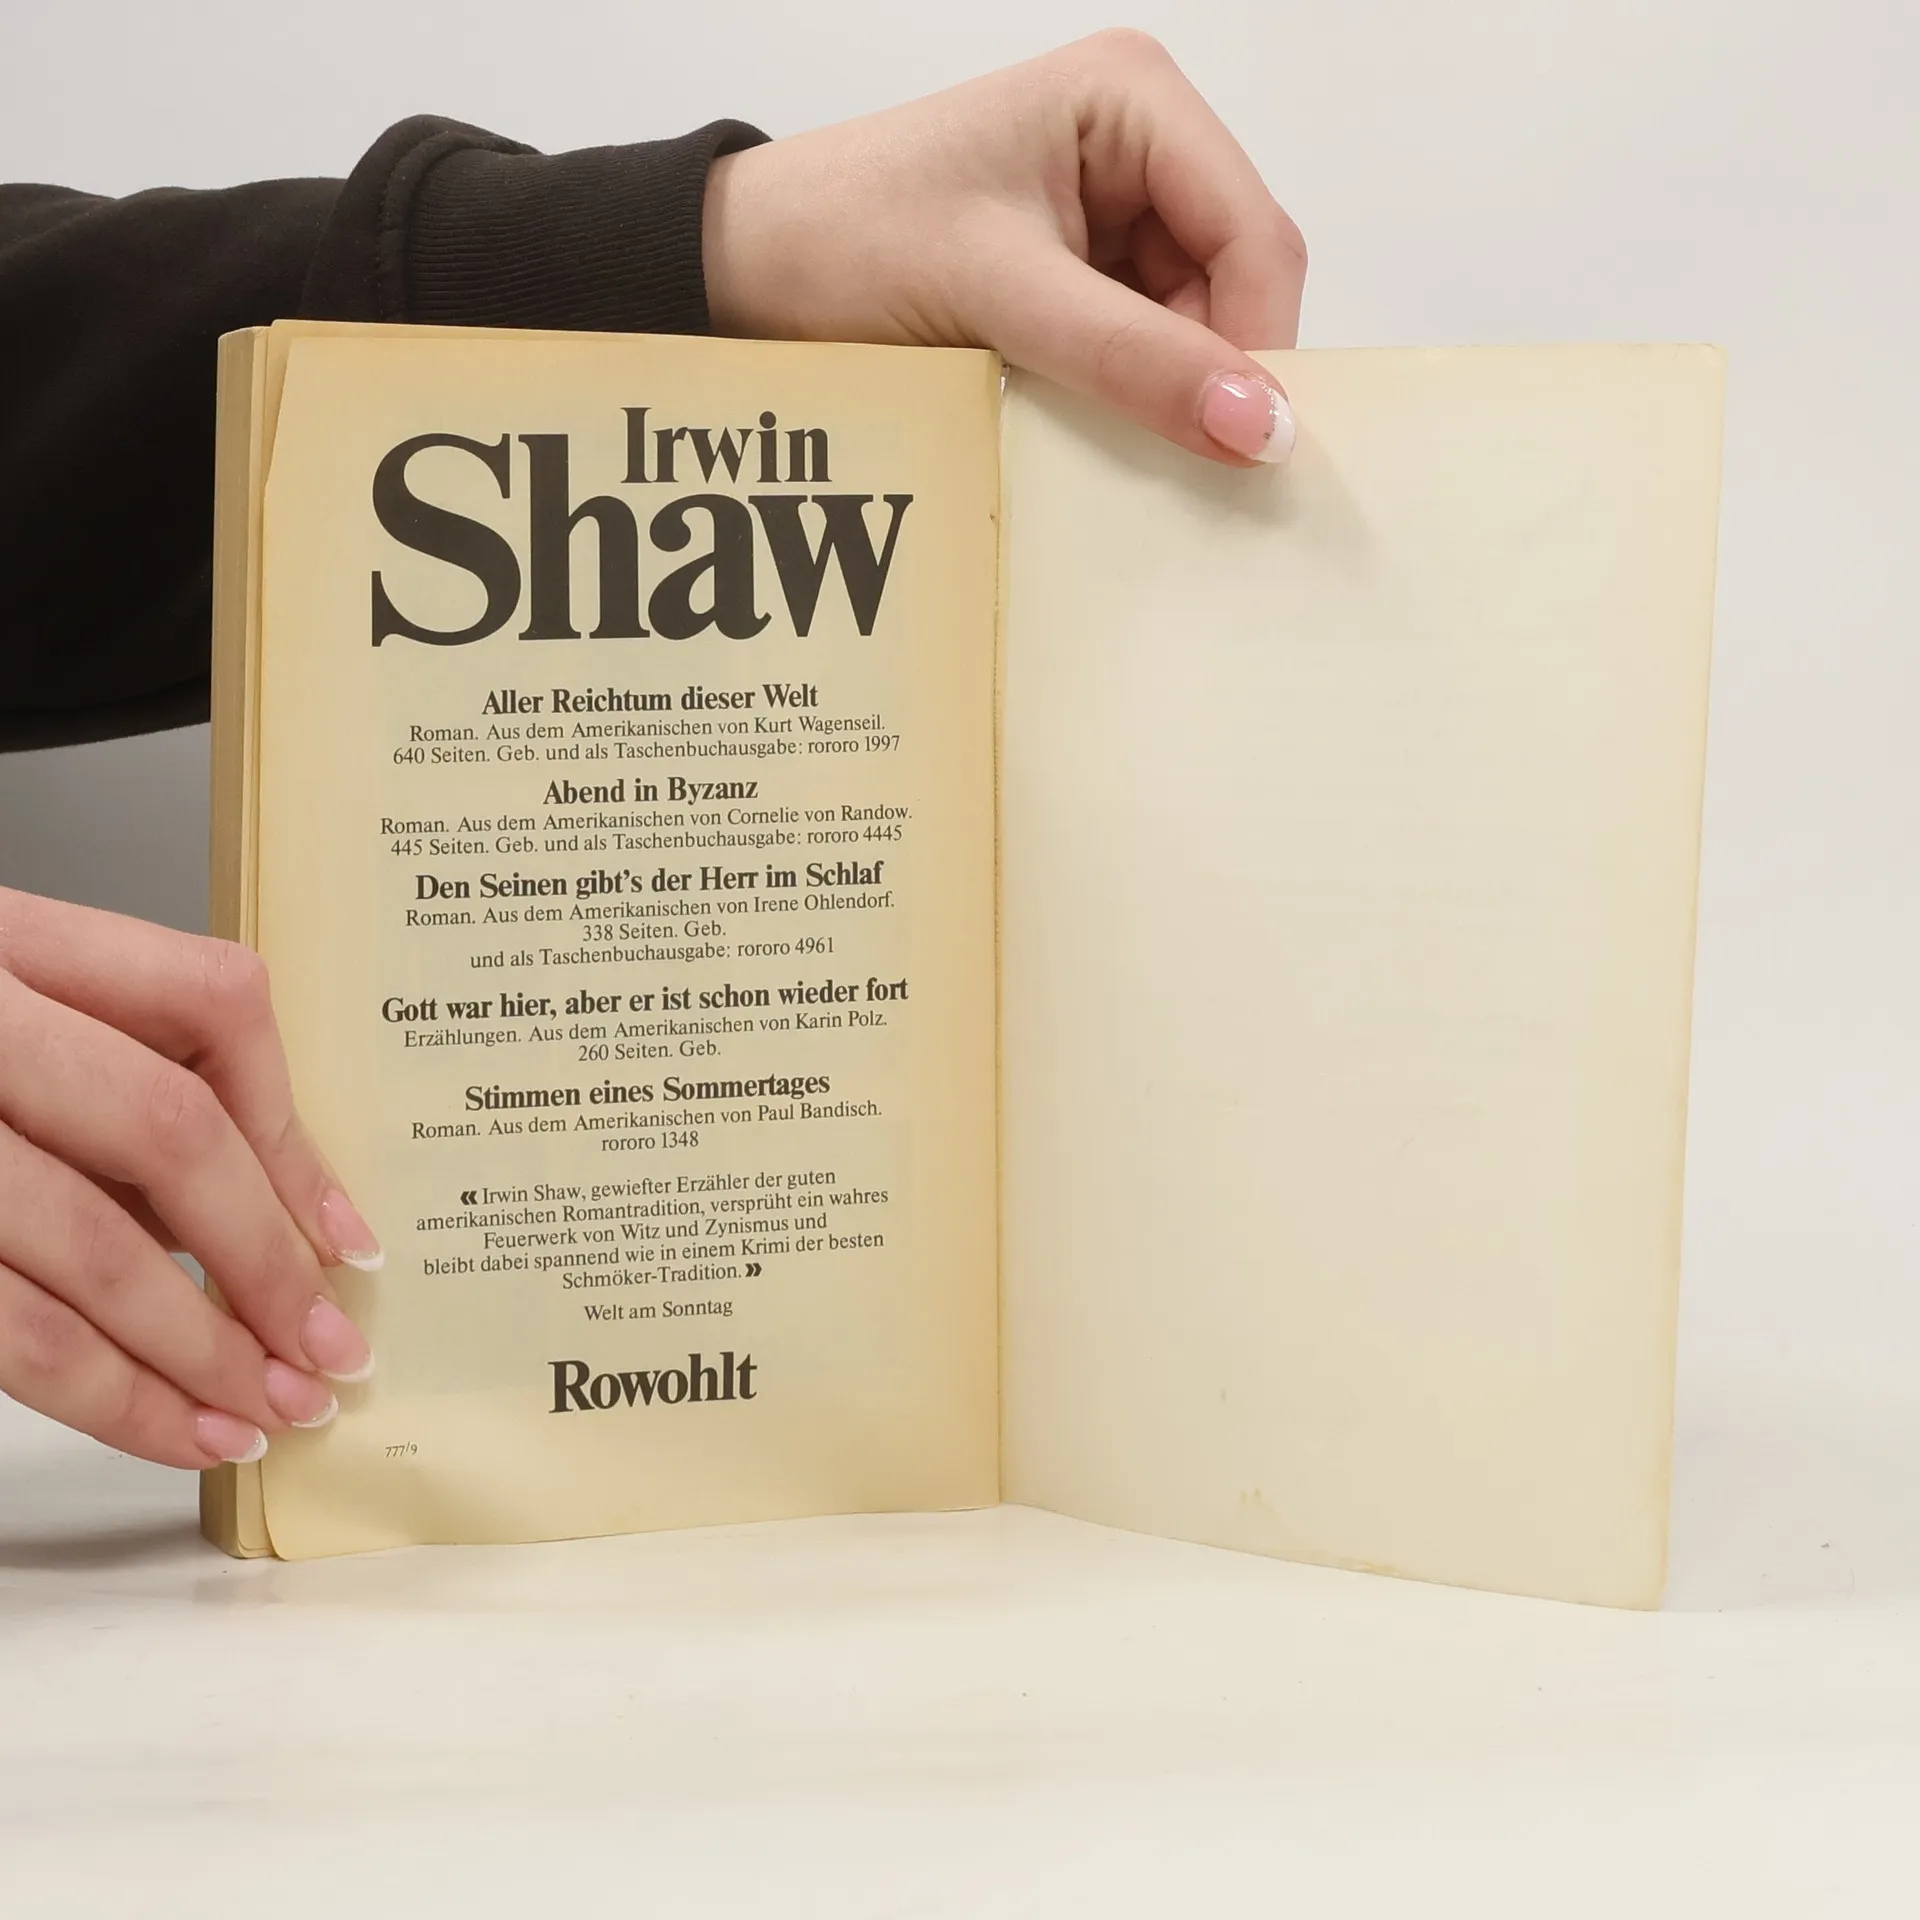 Irwin
Shaw
Aller Reichtum dieser Welt
Roman. Aus dem Amerikanischen von Kurt Wagenseil.
640 Seiten. Geb. und als Taschenbuchausgabe: rororo 1997
Abend in Byzanz
Roman. Aus dem Amerikanischen von Cornelie von Randow.
445 Seiten. Geb. und als Taschenbuchausgabe: rororo 4445
Den Seinen gibt's der Herr im Schlaf
Roman. Aus dem Amerikanischen von Irene Ohlendorf.
338 Seiten. Geb.
und als Taschenbuchausgabe: rororo 4961
Gott war hier, aber er ist schon wieder fort
Erzählungen. Aus dem Amerikanischen von Karin Polz.
260 Seiten. Geb.
Stimmen eines Sommertages
Roman. Aus dem Amerikanischen von Paul Bandisch.
rororo 1348
« Irwin Shaw, gewiefter Erzähler der guten
amerikanischen Romantradition, versprüht ein wahres
Feuerwerk von Witz und Zynismus und
bleibt dabei spannend wie in einem Krimi der besten
Schmöker-Tradition. »
Welt am Sonntag
Rowohlt
777/9